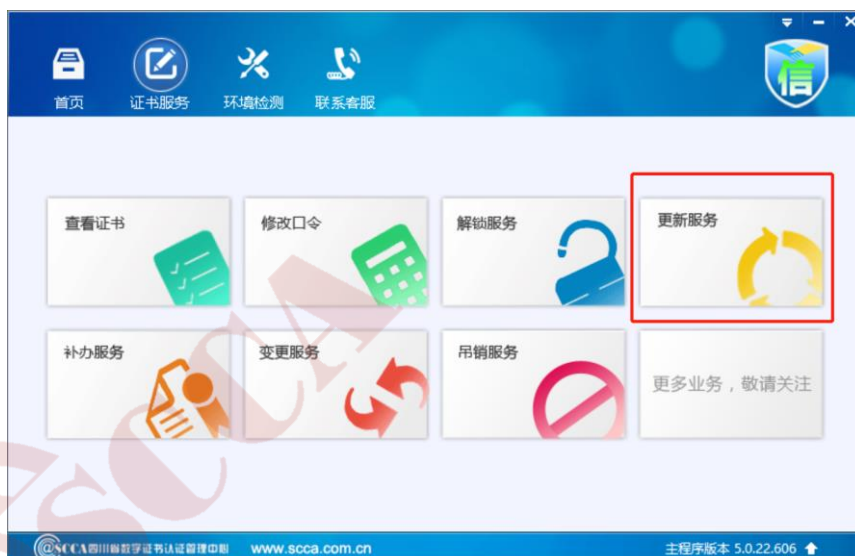 首页 证书服务 环境检测 联系客服
信
查看证书 修改口令 解锁服务 更新服务
补办服务 变更服务 吊销服务 更多业务，敬请关注
SCCA
@SCCA四川省数字证书认证管理中心 www.scca.com.cn 主程序版本 5.0.22.606